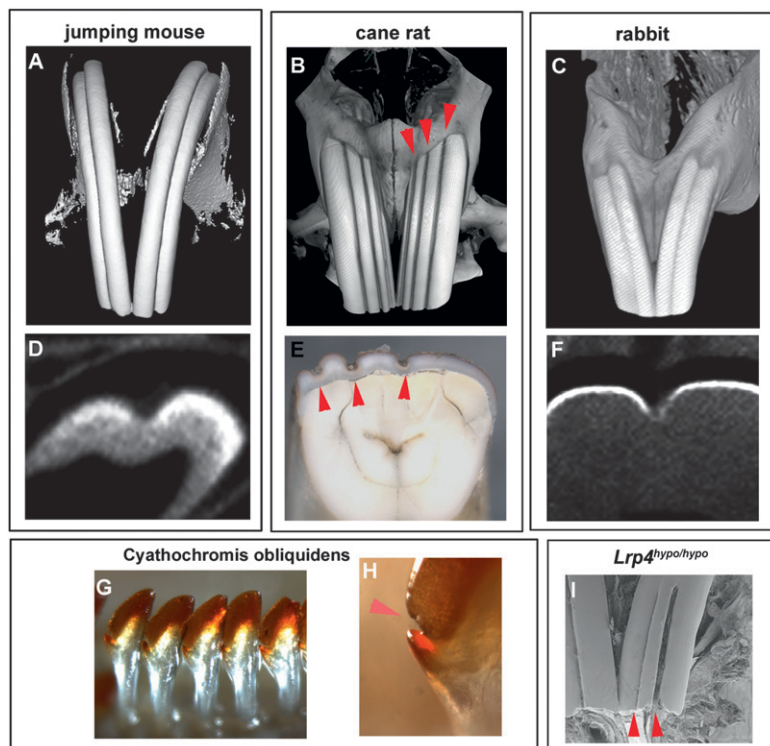 jumping mouse
cane rat
rabbit
A
B
C
D
E
F
Cyathochromis obliquidens
Lrp4hypo/hypo
G
H
I